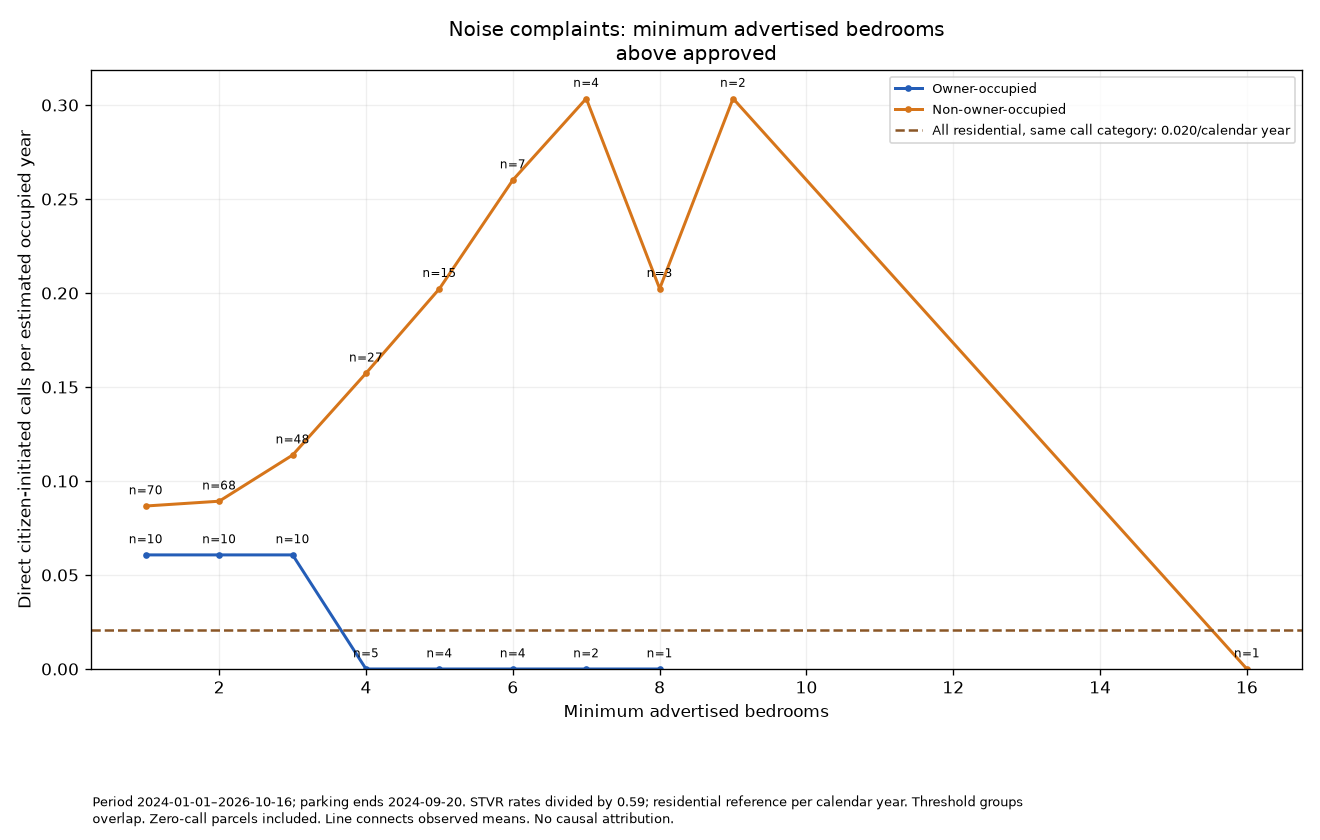 Noise complaints: minimum advertised bedrooms
above approved
Direct citizen-initiated calls per estimated occupied year
0.30
0.25
0.20
0.15
0.10
0.05
0.00
Owner-occupied
Non-owner-occupied
All residential, same call category: 0.020/calendar year
n=4
n=2
n=7
n=15
n=3
n=27
n=48
n=70
n=68
n=10
n=10
n=10
n=5
n=4
n=4
n=2
n=1
n=1
2
4
6
8
10
12
14
16
Minimum advertised bedrooms
Period 2024-01-01–2026-10-16; parking ends 2024-09-20. STVR rates divided by 0.59; residential reference per calendar year. Threshold groups
overlap. Zero-call parcels included. Line connects observed means. No causal attribution.